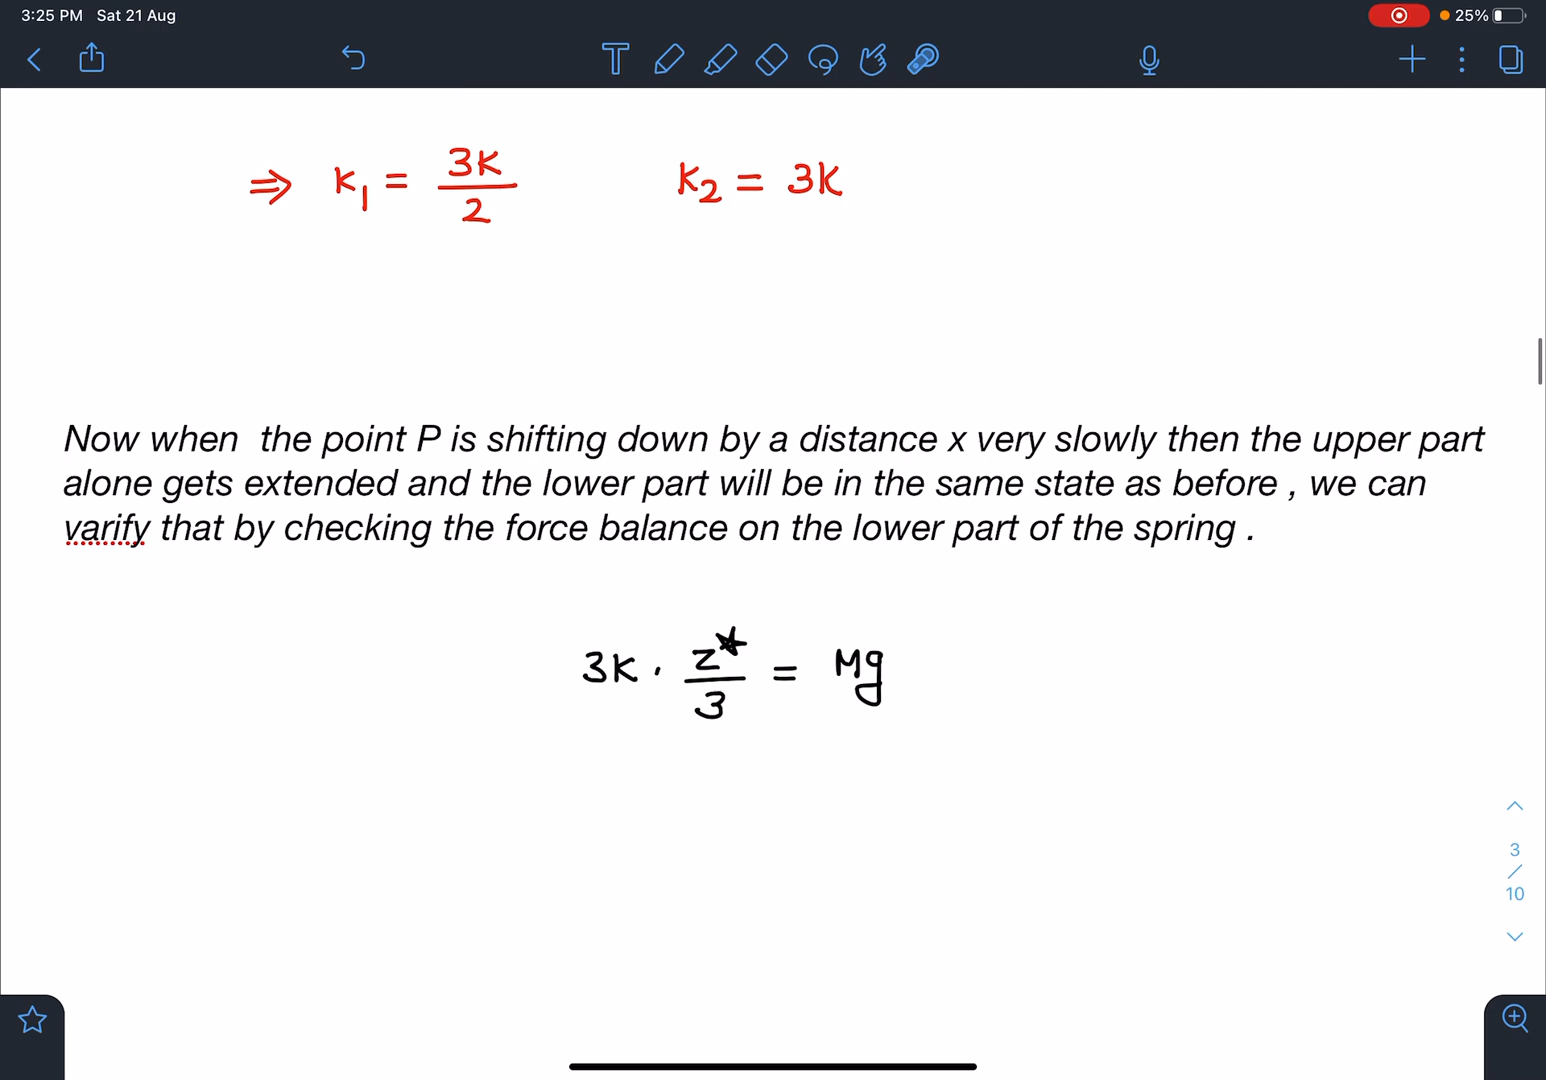 3:25 PM Sat 21 Aug
25%
T
⇒ K₁ = 3K/2 K₂ = 3K
Now when the point P is shifting down by a distance x very slowly then the upper part
alone gets extended and the lower part will be in the same state as before , we can
varify that by checking the force balance on the lower part of the spring .
3K · z*/3 = Mg
3
/
10